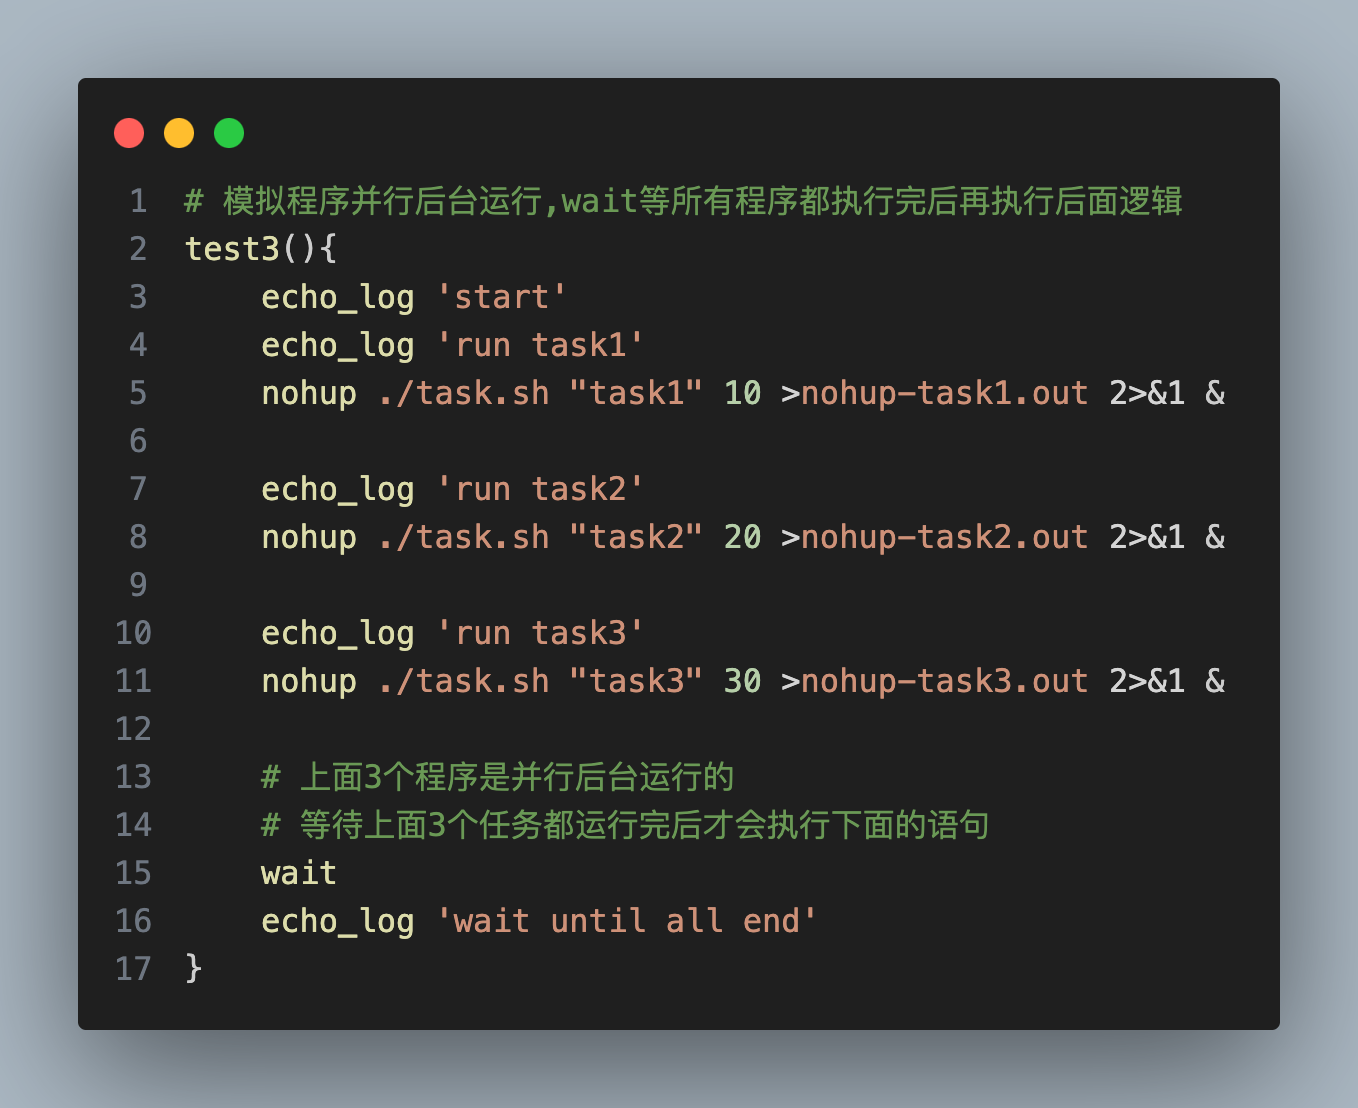 1 # 模拟程序并行后台运行,wait等所有程序都执行完后再执行后面逻辑
2 test3(){
3     echo_log 'start'
4     echo_log 'run task1'
5     nohup ./task.sh "task1" 10 >nohup-task1.out 2>&1 &
6
7     echo_log 'run task2'
8     nohup ./task.sh "task2" 20 >nohup-task2.out 2>&1 &
9
10     echo_log 'run task3'
11     nohup ./task.sh "task3" 30 >nohup-task3.out 2>&1 &
12
13     # 上面3个程序是并行后台运行的
14     # 等待上面3个任务都运行完后才会执行下面的语句
15     wait
16     echo_log 'wait until all end'
17 }